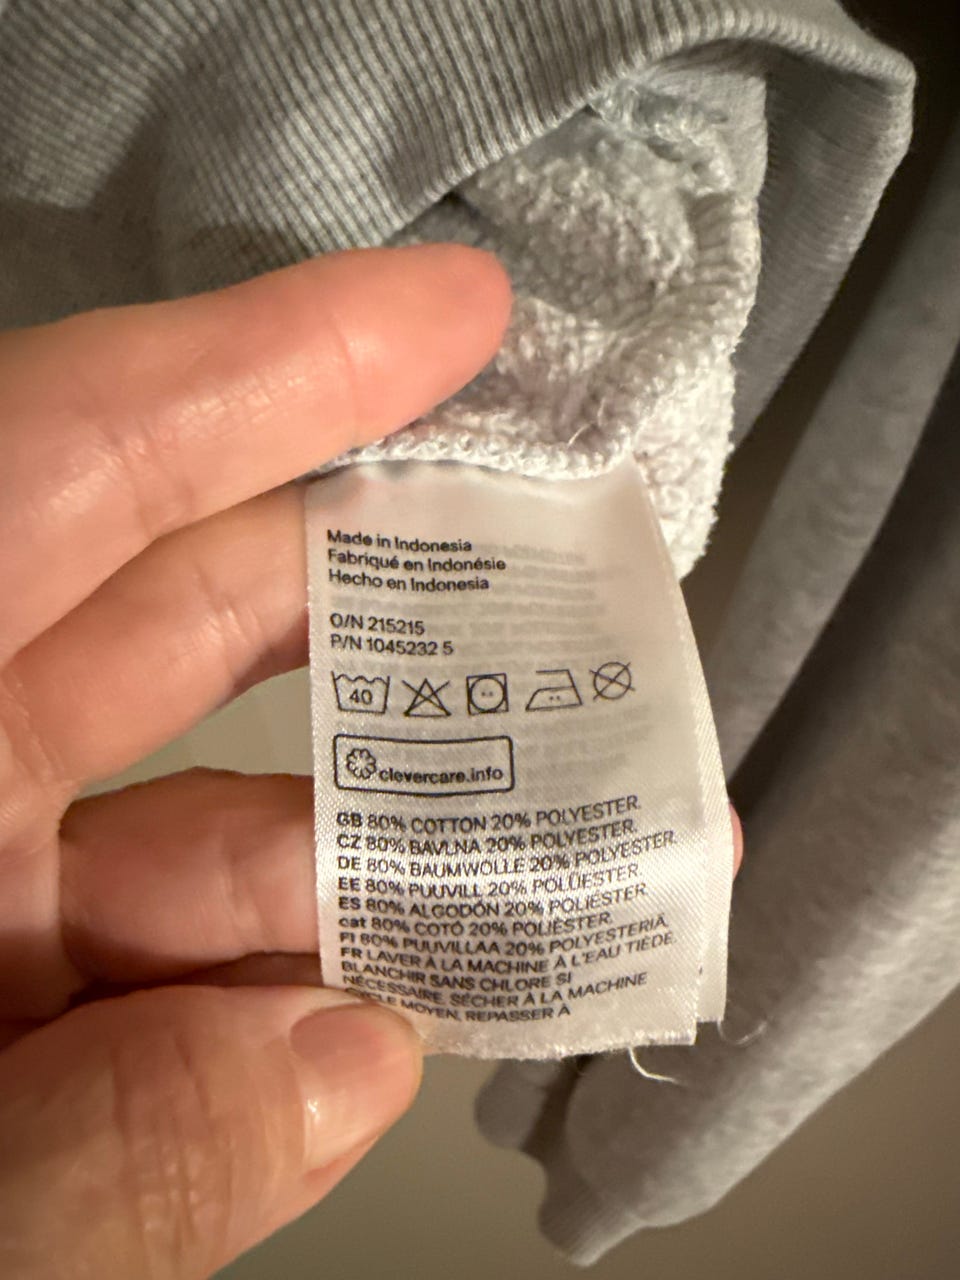 Made in Indonesia
Fabriqué en Indonésie
Hecho en Indonesia
O/N 215215
P/N 1045232 5
40
clevercare.info
GB 80% COTTON 20% POLYESTER.
CZ 80% BAVLNA 20% POLYESTER.
DE 80% BAUMWOLLE 20% POLYESTER.
EE 80% PUUVILL 20% POLÜESTER.
ES 80% ALGODÓN 20% POLIÉSTER.
cat 80% COTÓ 20% POLIÈSTER.
FI 80% PUUVILLAA 20% POLYESTERIÄ.
FR LAVER À LA MACHINE À L'EAU TIÈDE.
BLANCHIR SANS CHLORE SI
NÉCESSAIRE. SÉCHER À LA MACHINE
MOYEN. REPASSER À